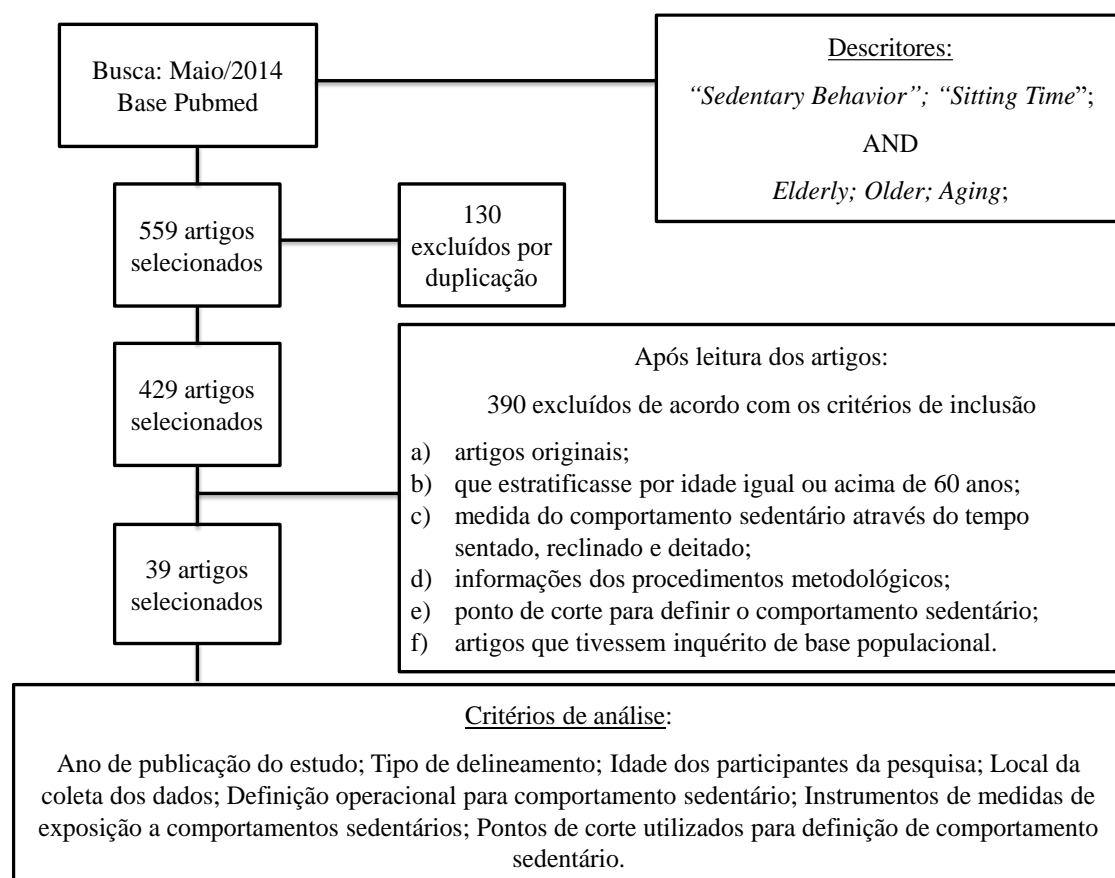 Busca: Maio/2014
Base Pubmed
Descritores:
“Sedentary Behavior”; “Sitting Time”;
AND
Elderly; Older; Aging;
559 artigos
selecionados
130
excluídos por
duplicação
429 artigos
selecionados
Após leitura dos artigos:
390 excluídos de acordo com os critérios de inclusão
a) artigos originais;
b) que estratificasse por idade igual ou acima de 60 anos;
c) medida do comportamento sedentário através do tempo
sentado, reclinado e deitado;
d) informações dos procedimentos metodológicos;
e) ponto de corte para definir o comportamento sedentário;
f) artigos que tivessem inquérito de base populacional.
39 artigos
selecionados
Critérios de análise:
Ano de publicação do estudo; Tipo de delineamento; Idade dos participantes da pesquisa; Local da
coleta dos dados; Definição operacional para comportamento sedentário; Instrumentos de medidas de
exposição a comportamentos sedentários; Pontos de corte utilizados para definição de comportamento
sedentário.